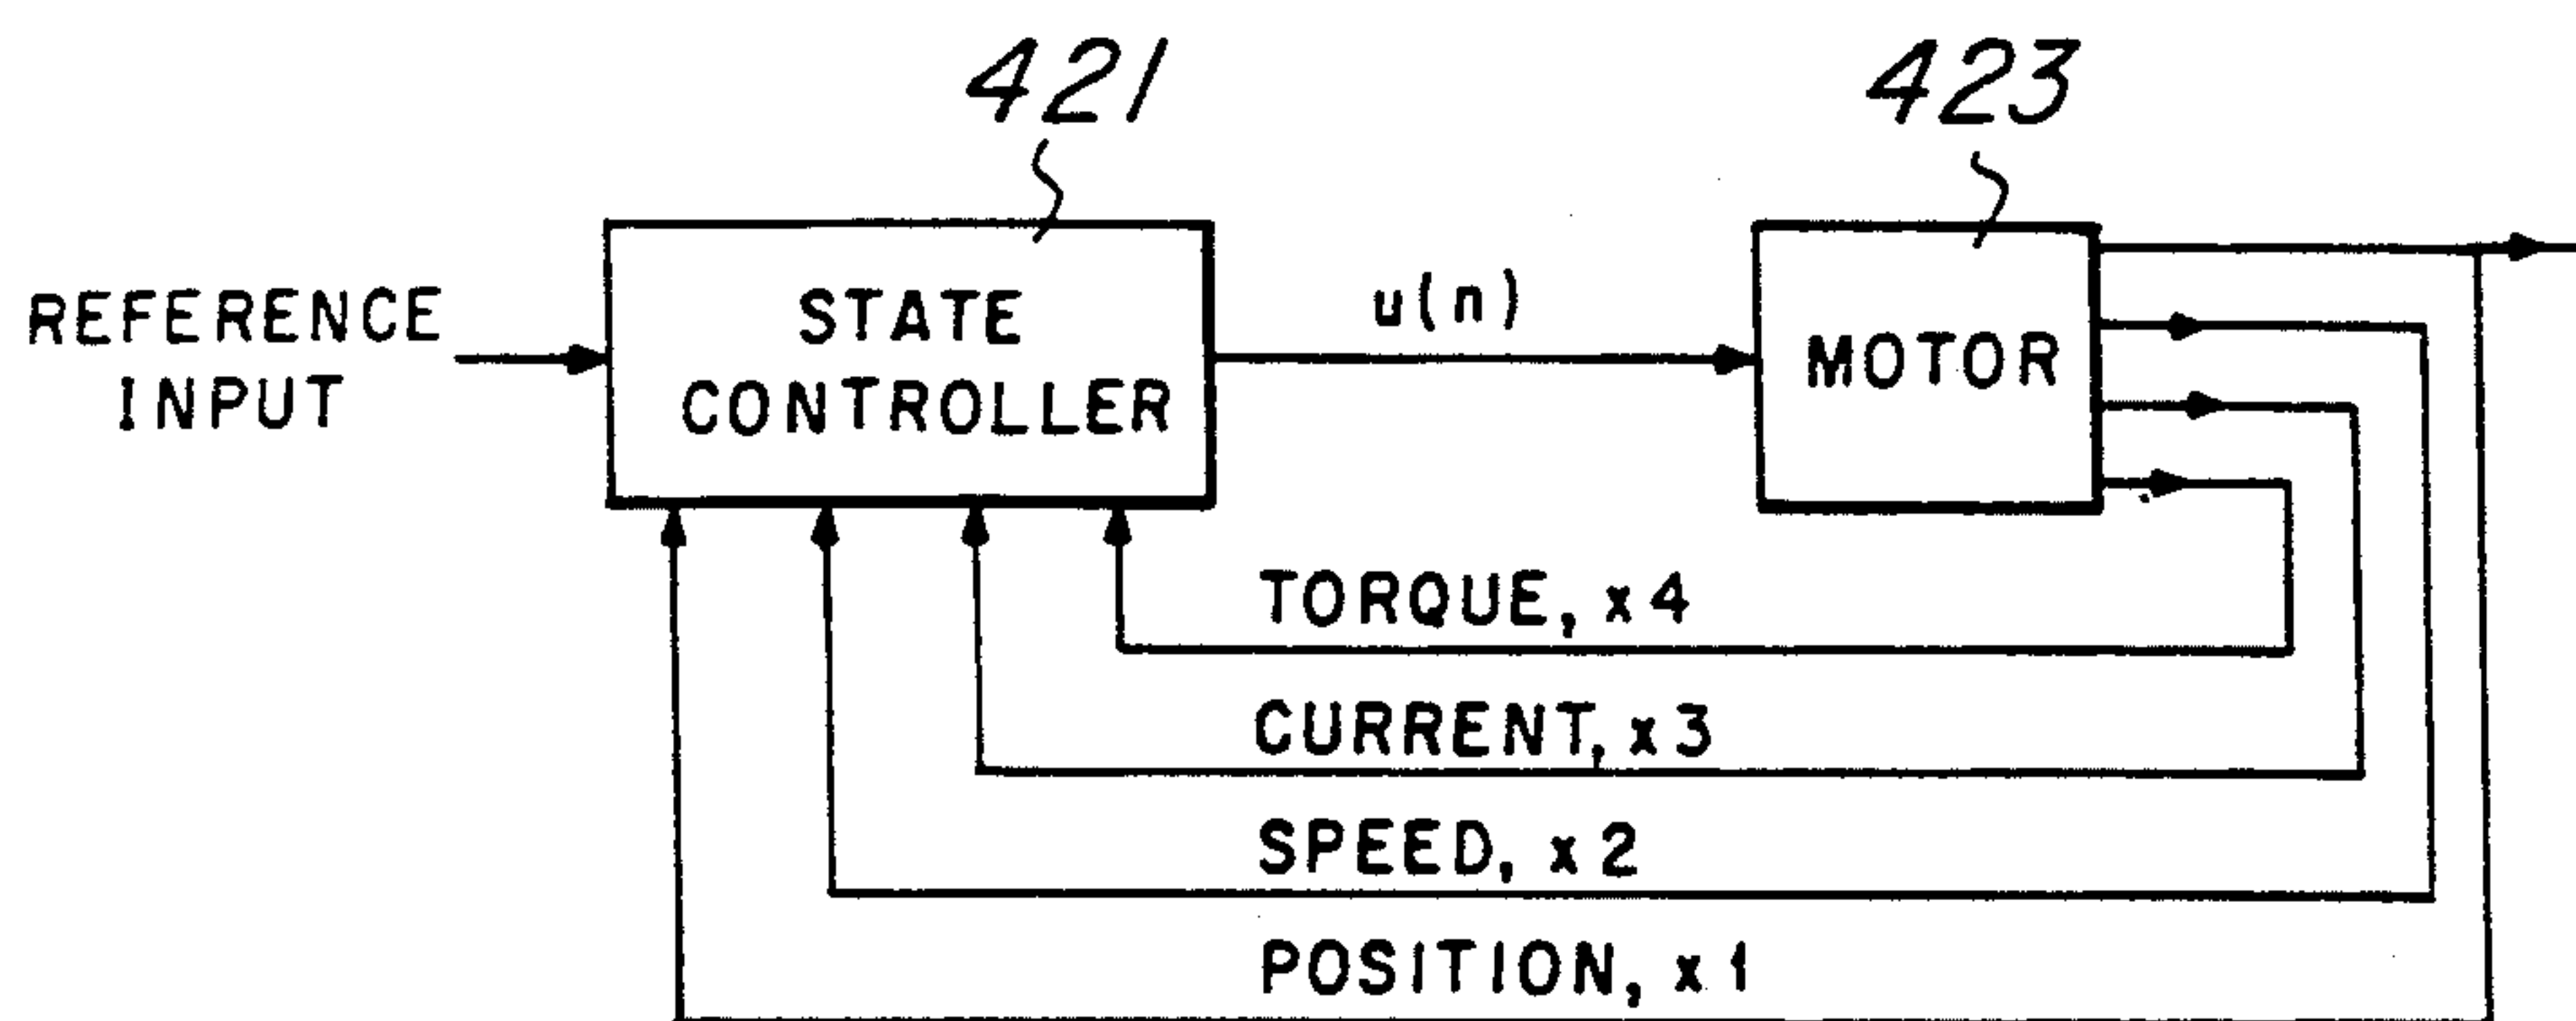 421
423
REFERENCE
INPUT
STATE
CONTROLLER
u(n)
MOTOR
TORQUE, x4
CURRENT, x3
SPEED, x2
POSITION, x1